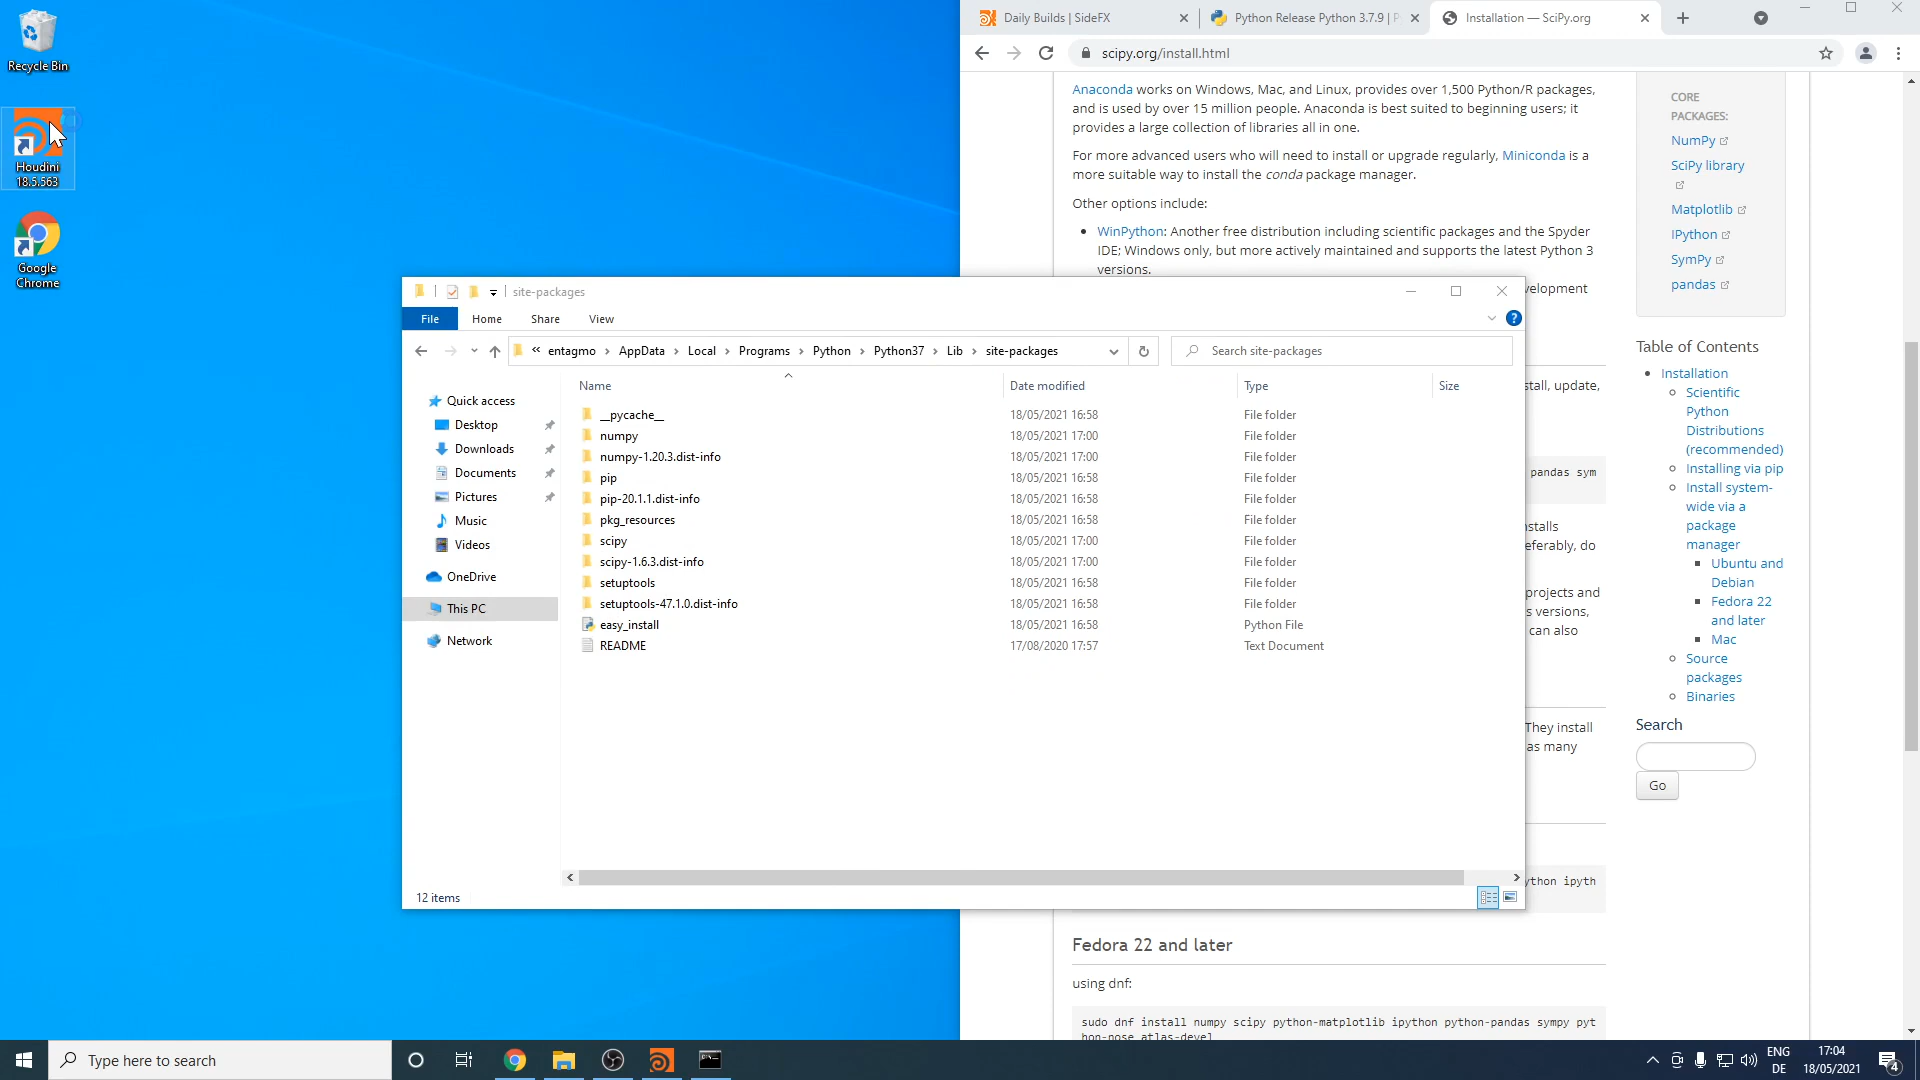 Recycle Bin
Houdini
18.5.563
Google
Chrome
Daily Builds | SideFX
Python Release Python 3.7.9 | P
Installation — SciPy.org
scipy.org/install.html
Anaconda works on Windows, Mac, and Linux, provides over 1,500 Python/R packages,
and is used by over 15 million people. Anaconda is best suited to beginning users; it
provides a large collection of libraries all in one.
For more advanced users who will need to install or upgrade regularly, Miniconda is a
more suitable way to install the conda package manager.
Other options include:
WinPython: Another free distribution including scientific packages and the Spyder
IDE; Windows only, but more actively maintained and supports the latest Python 3
versions.
velopment
stall, update,
pandas sym
nstalls
eferably, do
projects and
s versions,
can also
They install
as many
ython ipyth
Fedora 22 and later
using dnf:
sudo dnf install numpy scipy python-matplotlib ipython python-pandas sympy pyt
hon-nose atlas-devel
CORE
PACKAGES:
NumPy
SciPy library
Matplotlib
IPython
SymPy
pandas
Table of Contents
Installation
Scientific
Python
Distributions
(recommended)
Installing via pip
Install system-
wide via a
package
manager
Ubuntu and
Debian
Fedora 22
and later
Mac
Source
packages
Binaries
Search
Go
site-packages
File Home Share View
« entagmo › AppData › Local › Programs › Python › Python37 › Lib › site-packages
Search site-packages
Name Date modified Type Size
Quick access
Desktop
Downloads
Documents
Pictures
Music
Videos
OneDrive
This PC
Network
__pycache__ 18/05/2021 16:58 File folder
numpy 18/05/2021 17:00 File folder
numpy-1.20.3.dist-info 18/05/2021 17:00 File folder
pip 18/05/2021 16:58 File folder
pip-20.1.1.dist-info 18/05/2021 16:58 File folder
pkg_resources 18/05/2021 16:58 File folder
scipy 18/05/2021 17:00 File folder
scipy-1.6.3.dist-info 18/05/2021 17:00 File folder
setuptools 18/05/2021 16:58 File folder
setuptools-47.1.0.dist-info 18/05/2021 16:58 File folder
easy_install 18/05/2021 16:58 Python File
README 17/08/2020 17:57 Text Document
12 items
Type here to search
ENG
DE
17:04
18/05/2021
4